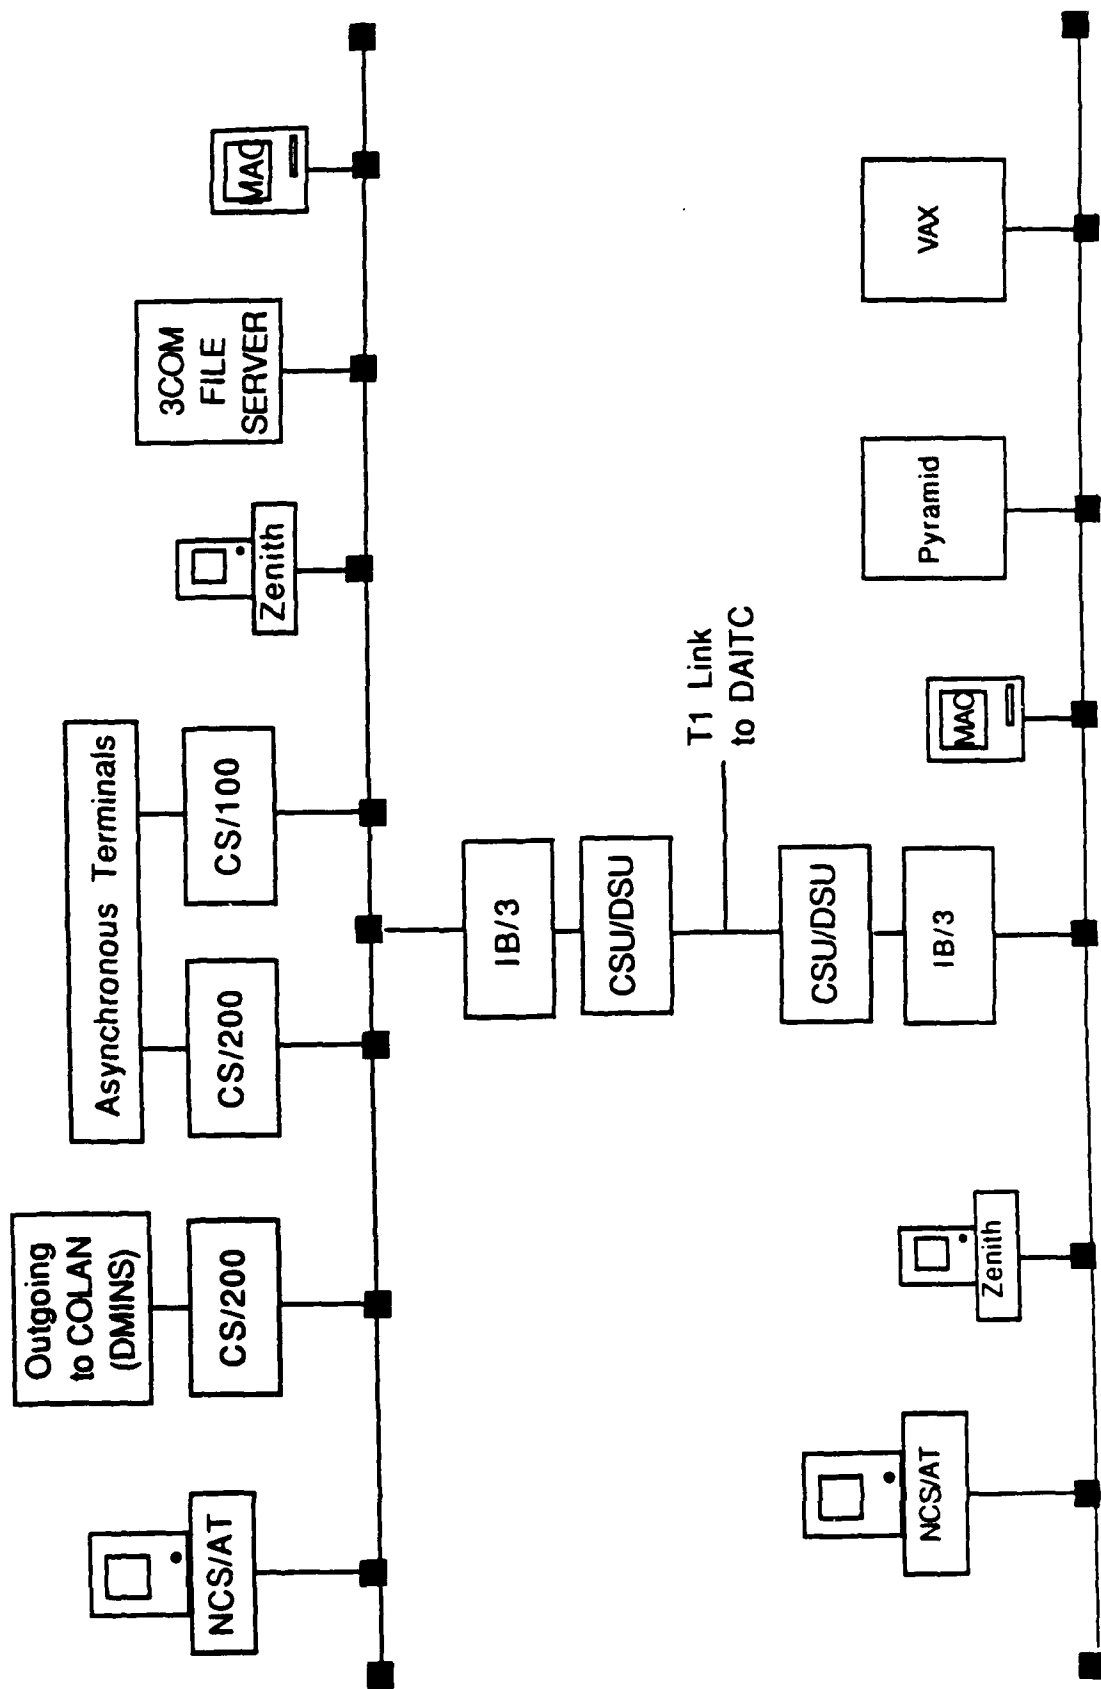 Outgoing
to COLAN
(DMINS)
Asynchronous Terminals
NCS/AT
CS/200
CS/200
CS/100
Zenith
3COM
FILE
SERVER
MAC
IB/3
CSU/DSU
T1 Link
to DAITC
CSU/DSU
IB/3
NCS/AT
Zenith
MAC
Pyramid
VAX